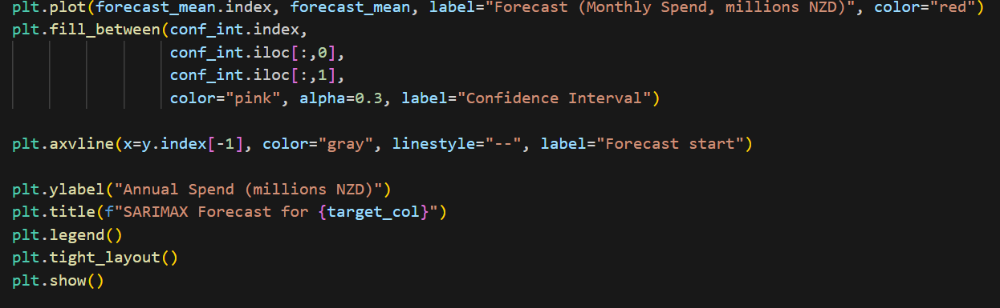 plt.plot(forecast_mean.index, forecast_mean, label="Forecast (Monthly Spend, millions NZD)", color="red")
plt.fill_between(conf_int.index,
                 conf_int.iloc[:,0],
                 conf_int.iloc[:,1],
                 color="pink", alpha=0.3, label="Confidence Interval")

plt.axvline(x=y.index[-1], color="gray", linestyle="--", label="Forecast start")

plt.ylabel("Annual Spend (millions NZD)")
plt.title(f"SARIMAX Forecast for {target_col}")
plt.legend()
plt.tight_layout()
plt.show()